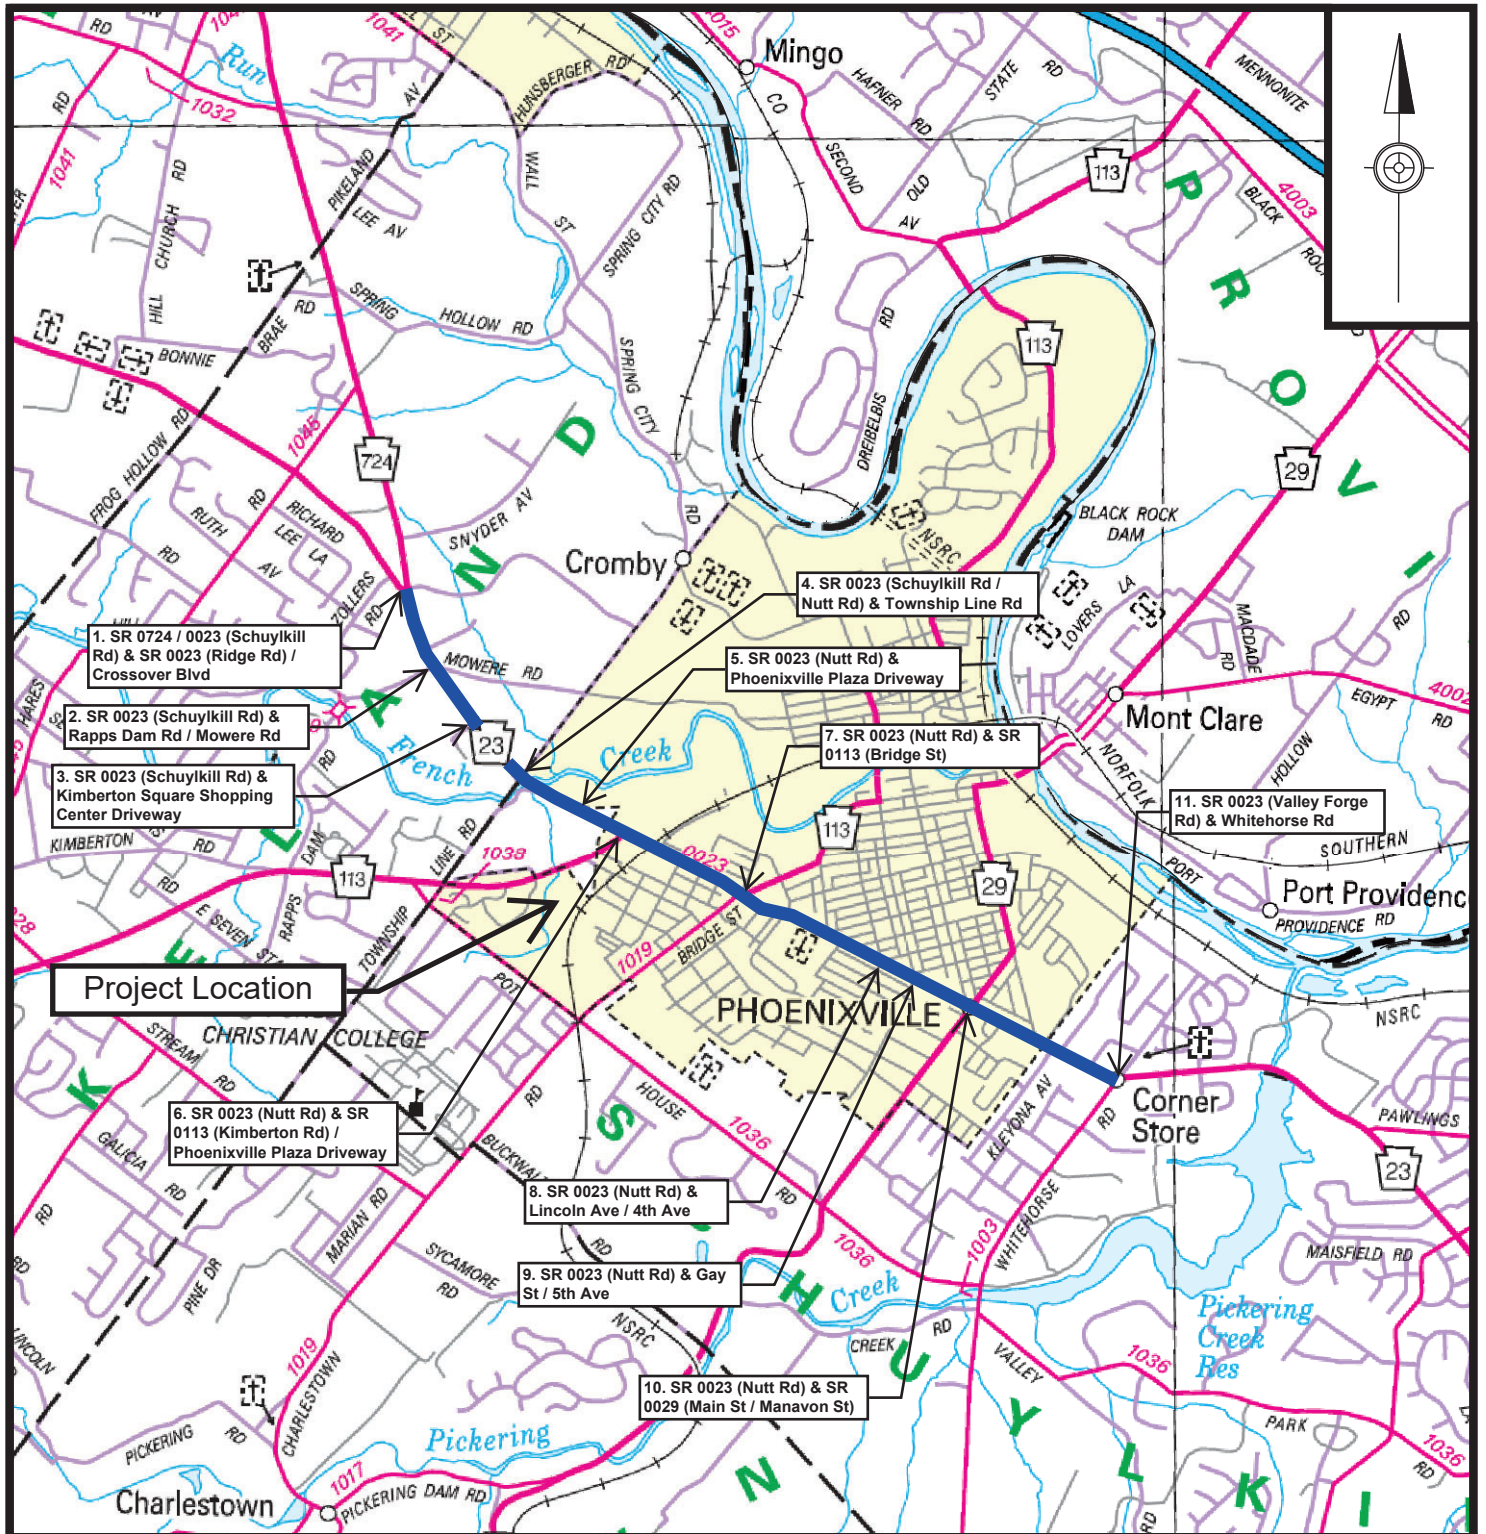 RD
1041
ST
4015
Mingo
CO
HAFNER
RD
STATE
RD
MENNONITE
Run
1032
RD
1041
AV
HUNSBERGER RD
WALL
ST
SECOND
AV
OLD
113
P
BLACK
4003
HILL
CHURCH
RD
PIKELAND
LEE AV
SPRING CITY RD
R
BRAE
RD
SPRING
HOLLOW RD
BONNIE
SPRING
CITY
RD
DREIBELBIS
113
O
FROG HOLLOW RD
1045
724
D
29
V
RUTH
AV
RD
RICHARD
LEE LA
RD
SNYDER AV
N
RD
Cromby
NSRC
BLACK ROCK
DAM
I
ZOLLERS
RD
LOVERS
LA
MACDADE
RD
RD
4. SR 0023 (Schuylkill Rd /
Nutt Rd) & Township Line Rd
1. SR 0724 / 0023 (Schuylkill
Rd) & SR 0023 (Ridge Rd) /
Crossover Blvd
5. SR 0023 (Nutt Rd) &
Phoenixville Plaza Driveway
MOWERE RD
HARES
A
2. SR 0023 (Schuylkill Rd) &
Rapps Dam Rd / Mowere Rd
Mont Clare
EGYPT
RD
4002
7. SR 0023 (Nutt Rd) & SR
0113 (Bridge St)
23
French
Creek
RD
3. SR 0023 (Schuylkill Rd) &
Kimberton Square Shopping
Center Driveway
NORFOLK
HOLLOW
11. SR 0023 (Valley Forge
Rd) & Whitehorse Rd
SOUTHERN
KIMBERTON
RD
L
DAM
LINE
RD
1038
0023
113
PORT
113
29
Port Providenc
PROVIDENCE RD
RD
E SEVEN
RAPPS
TOWNSHIP
E
1019
BRIDGE ST
POT
Project Location
PHOENIXVILLE
NSRC
CHRISTIAN COLLEGE
STREAM
RD
K
HOUSE
1036
RD
S
KLEYONA AV
RD
Corner
Store
PAWLINGS
23
6. SR 0023 (Nutt Rd) & SR
0113 (Kimberton Rd) /
Phoenixville Plaza Driveway
GALICIA
RD
RD
BUCKWAL
RD
8. SR 0023 (Nutt Rd) &
Lincoln Ave / 4th Ave
RD
MARIAN RD
SYCAMORE
RD
PINE DR
1036
1003
WHITEHORSE
MAISFIELD RD
9. SR 0023 (Nutt Rd) & Gay
St / 5th Ave
NSRC
H
Creek
CREEK
RD
U
Pickering
Creek
Res
VALLEY
1036
LINCOLN
1019
CHARLESTOWN
10. SR 0023 (Nutt Rd) & SR
0029 (Main St / Manavon St)
PICKERING
RD
Pickering
Y
PARK
1036
RD
L
N
K
I
Charlestown
1017
PICKERING DAM RD
RD